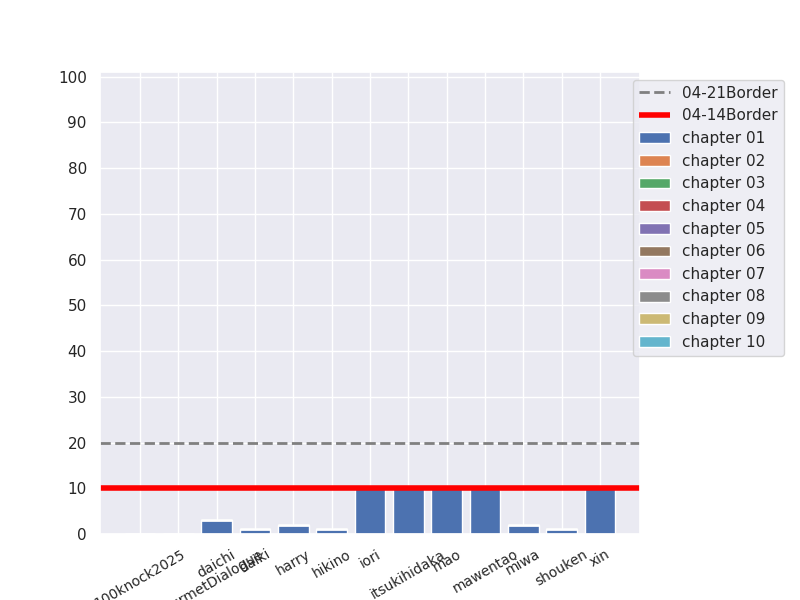 100
90
80
70
60
50
40
30
20
10
0
04-21Border
04-14Border
chapter 01
chapter 02
chapter 03
chapter 04
chapter 05
chapter 06
chapter 07
chapter 08
chapter 09
chapter 10
daichi
daiki
harry
hikino
iori
itsukihidaka
mao
mawentao
miwa
shouken
xin